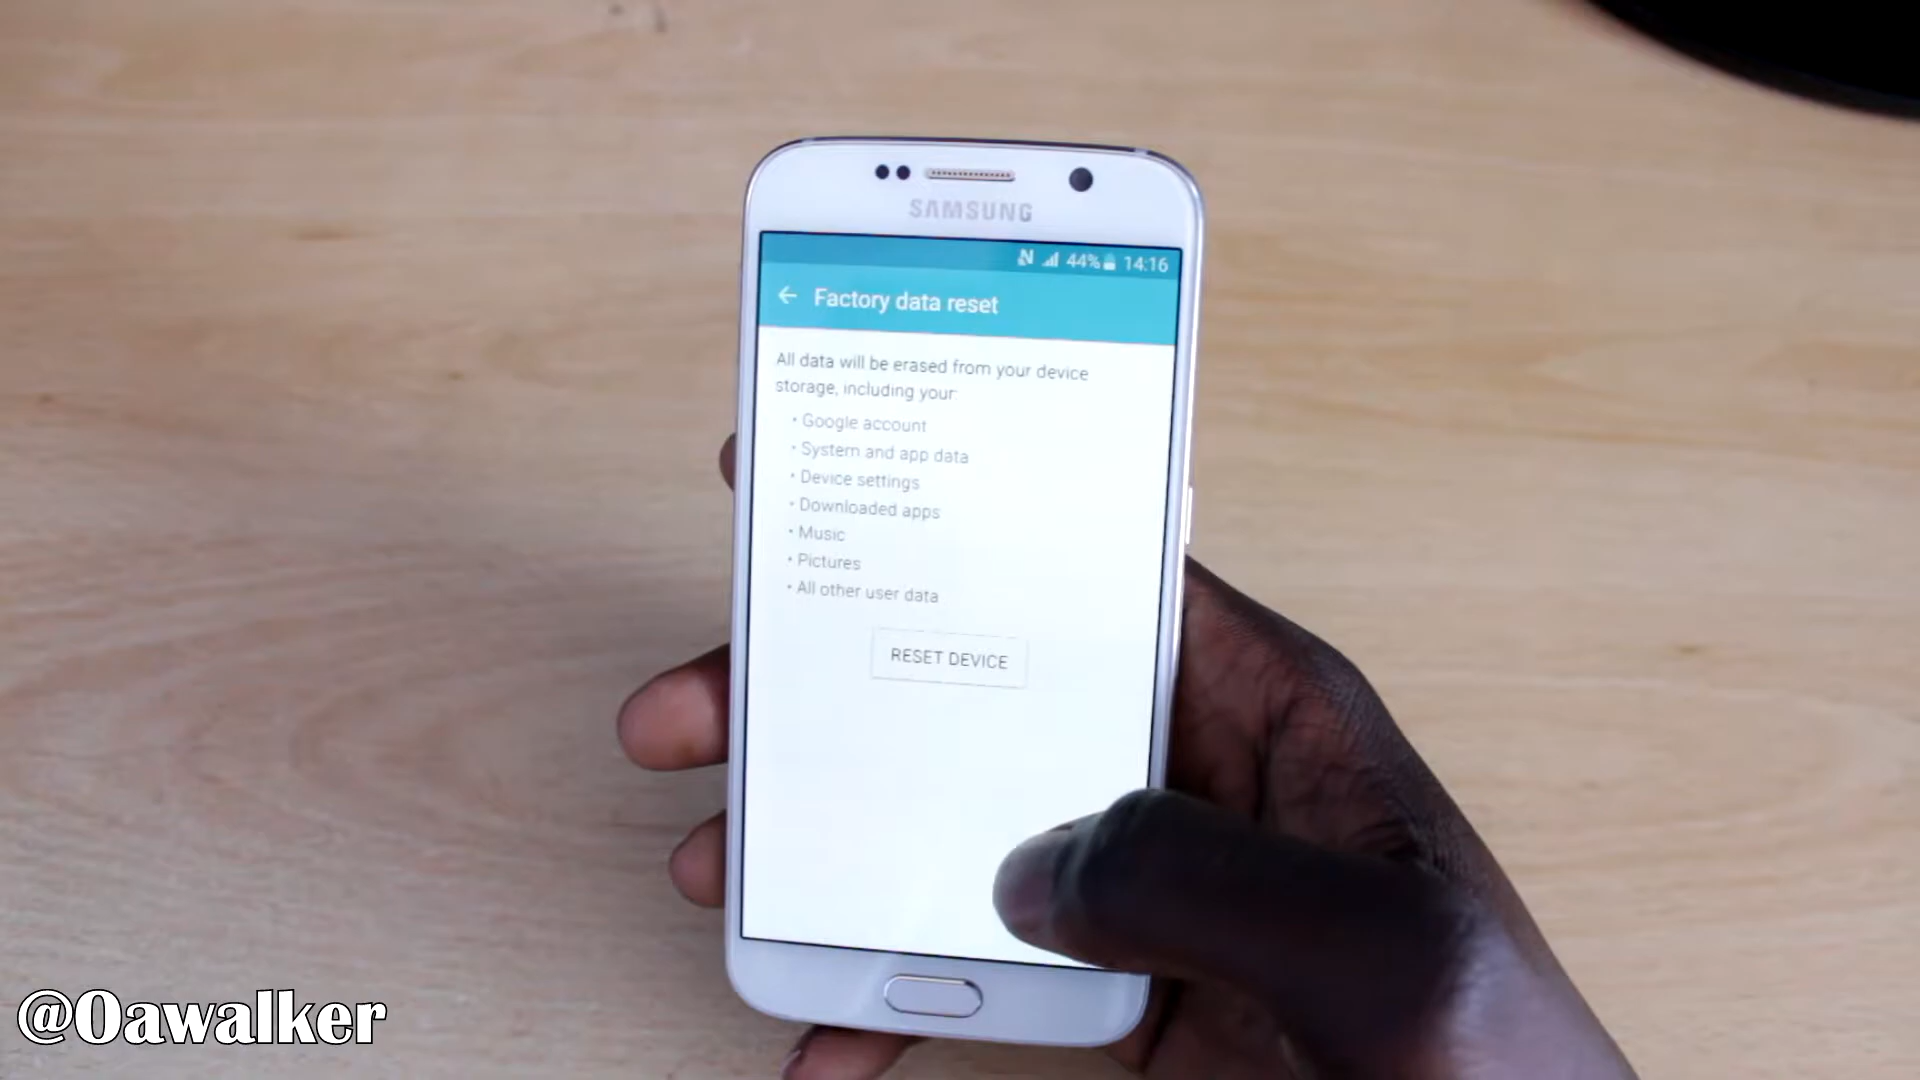 SAMSUNG
N 44% 14:16
Factory data reset
All data will be erased from your device
storage, including your:
• Google account
• System and app data
• Device settings
• Downloaded apps
• Music
• Pictures
• All other user data
RESET DEVICE
@0awalker